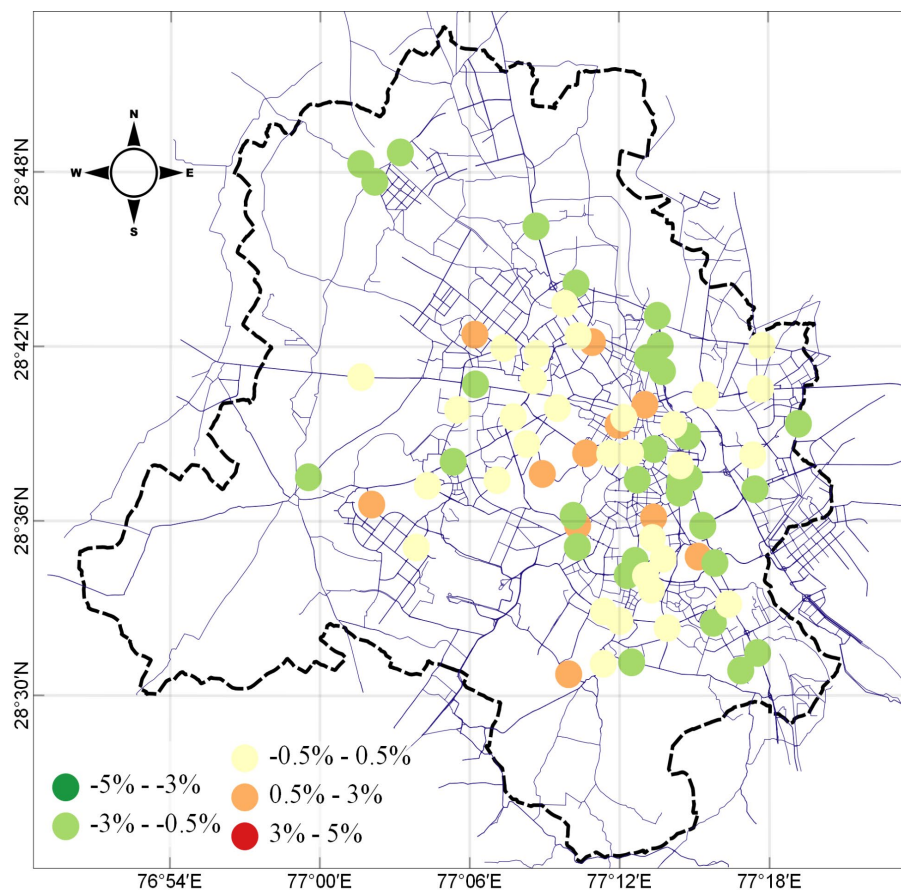 N
W E
S
28°48'N
28°42'N
28°36'N
28°30'N
-5% - -3%
-3% - -0.5%
-0.5% - 0.5%
0.5% - 3%
3% - 5%
76°54'E 77°00'E 77°06'E 77°12'E 77°18'E